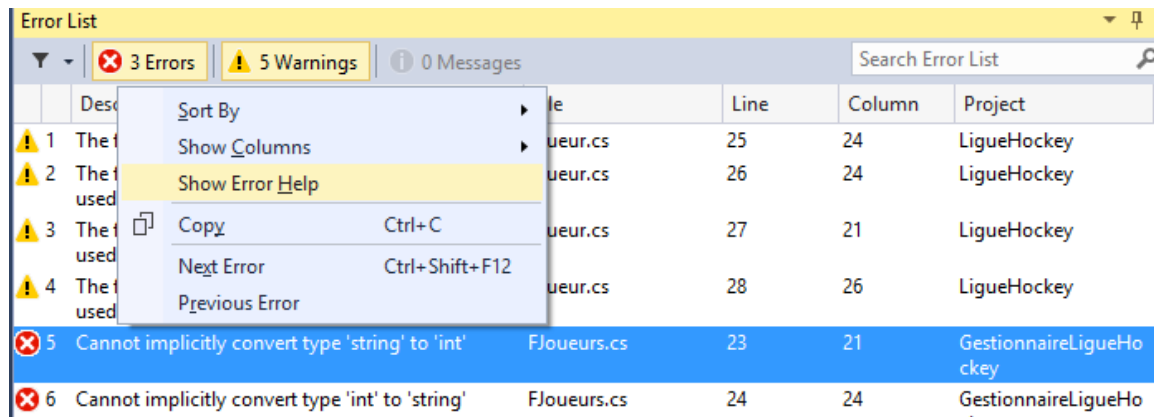 Error List
3 Errors
5 Warnings
0 Messages
Search Error List
Line Column Project
1 The ueur.cs 25 24 LigueHockey
2 The ueur.cs 26 24 LigueHockey
used
3 The ueur.cs 27 21 LigueHockey
used
4 The ueur.cs 28 26 LigueHockey
used
Sort By
Show Columns
Show Error Help
Copy Ctrl+C
Next Error Ctrl+Shift+F12
Previous Error
5 Cannot implicitly convert type 'string' to 'int' FJoueurs.cs 23 21 GestionnaireLigueHo
ckey
6 Cannot implicitly convert type 'int' to 'string' FJoueurs.cs 24 24 GestionnaireLigueHo